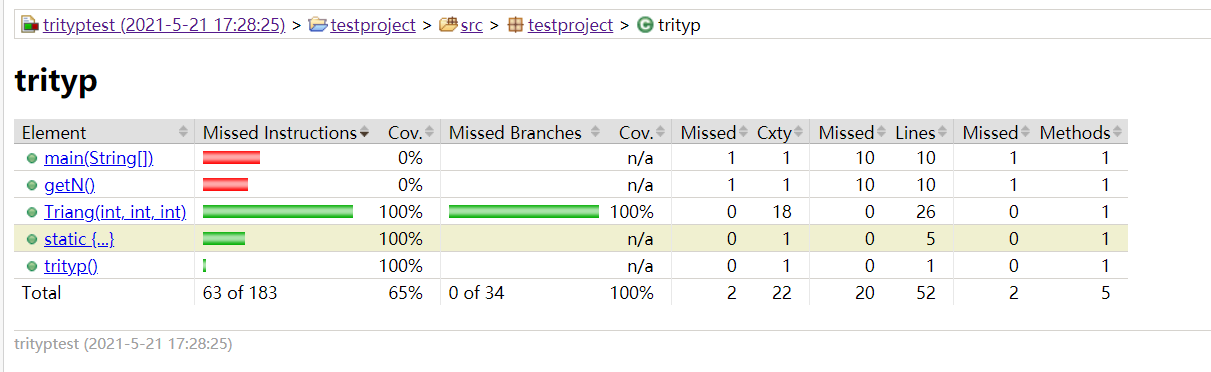 trityptest (2021-5-21 17:28:25) > testproject > src > testproject > trityp
trityp
Element Missed Instructions Cov. Missed Branches Cov. Missed Cxty Missed Lines Missed Methods
main(String[]) 0% n/a 1 1 10 10 1 1
getN() 0% n/a 1 1 10 10 1 1
Triang(int, int, int) 100% 100% 0 18 0 26 0 1
static {...} 100% n/a 0 1 0 5 0 1
trityp() 100% n/a 0 1 0 1 0 1
Total 63 of 183 65% 0 of 34 100% 2 22 20 52 2 5
trityptest (2021-5-21 17:28:25)